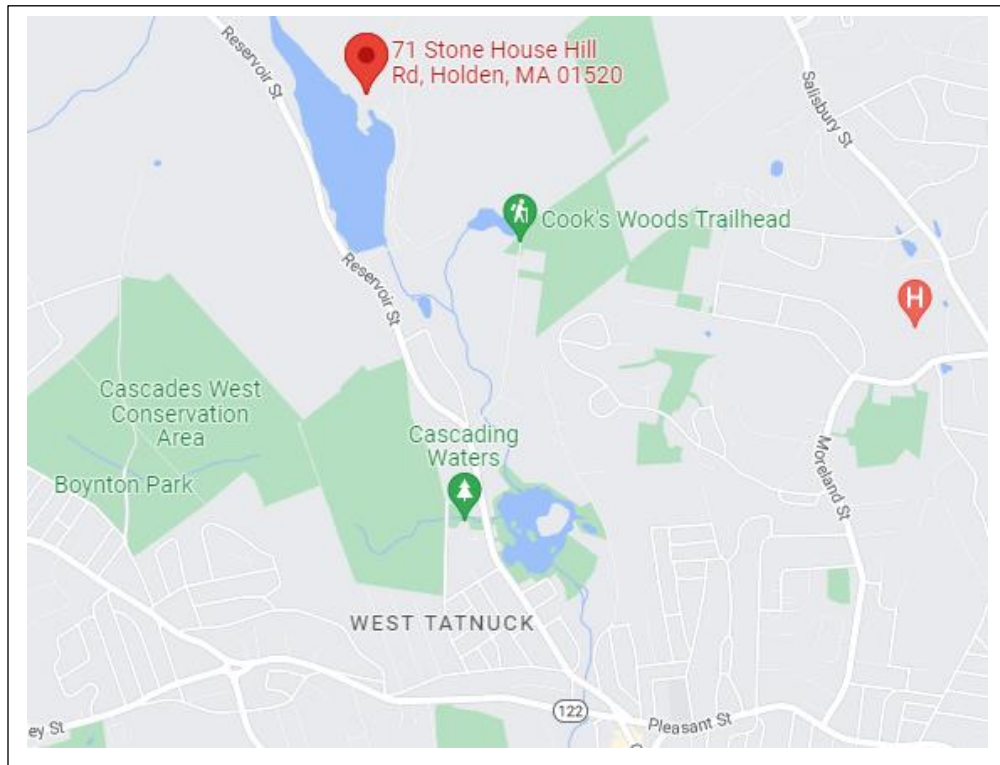 Reservoir St
71 Stone House Hill
Rd, Holden, MA 01520
Salisbury St
Cook's Woods Trailhead
Reservoir St
H
Cascades West
Conservation
Area
Cascading
Waters
Boynton Park
Moreland St
WEST TATNUCK
122
Pleasant St
ey St